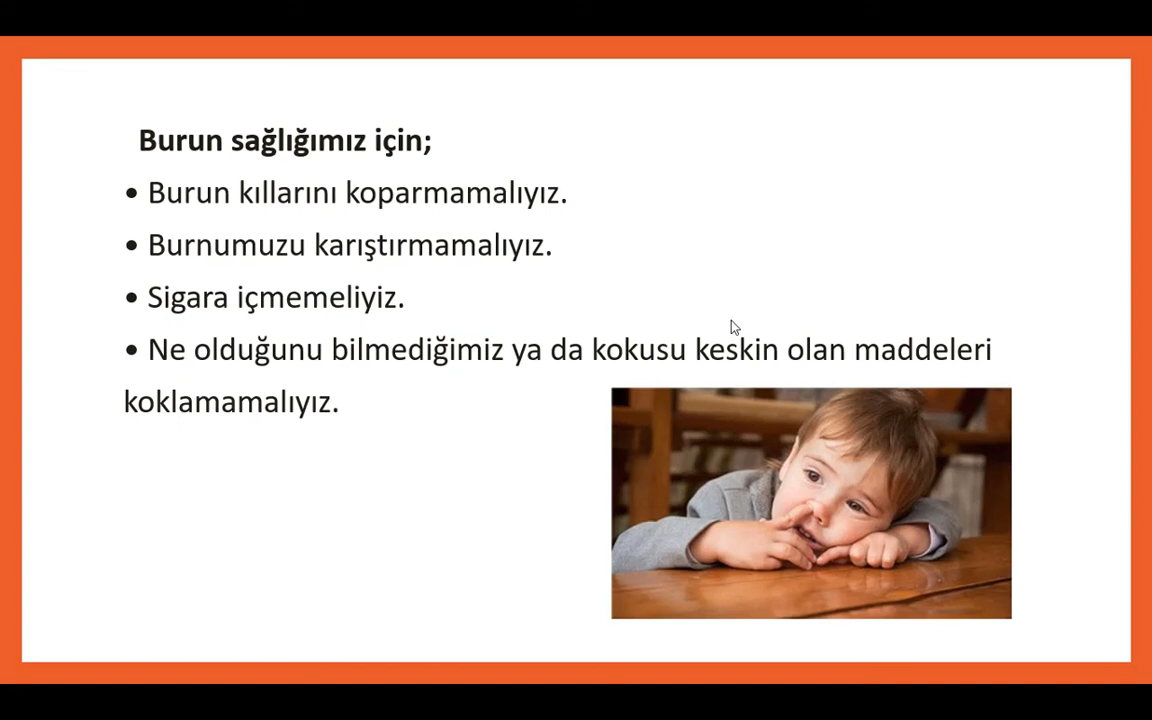 Burun sağlığımız için;
• Burun kıllarını koparmamalıyız.
• Burnumuzu karıştırmamalıyız.
• Sigara içmemeliyiz.
• Ne olduğunu bilmediğimiz ya da kokusu keskin olan maddeleri
koklamamalıyız.